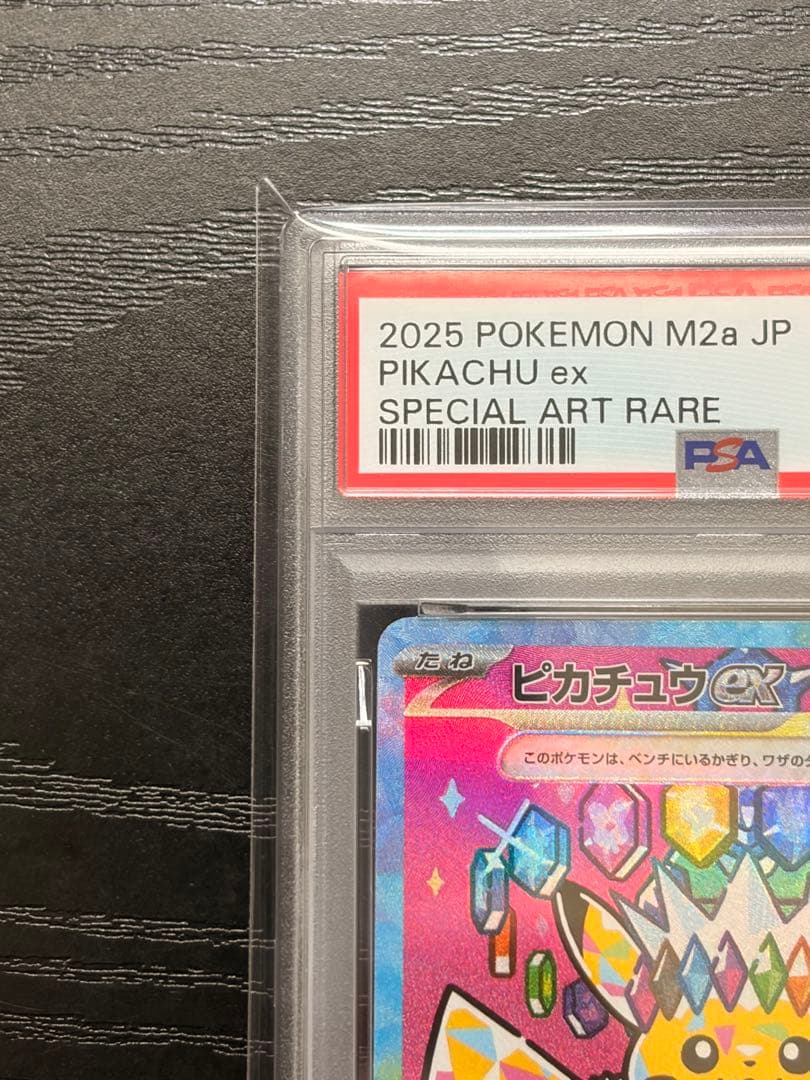 2025 POKEMON M2a JP
PIKACHU ex
SPECIAL ART RARE
PSA
たね
ピカチュウex
このポケモンは、ベンチにいるかぎり、ワザの